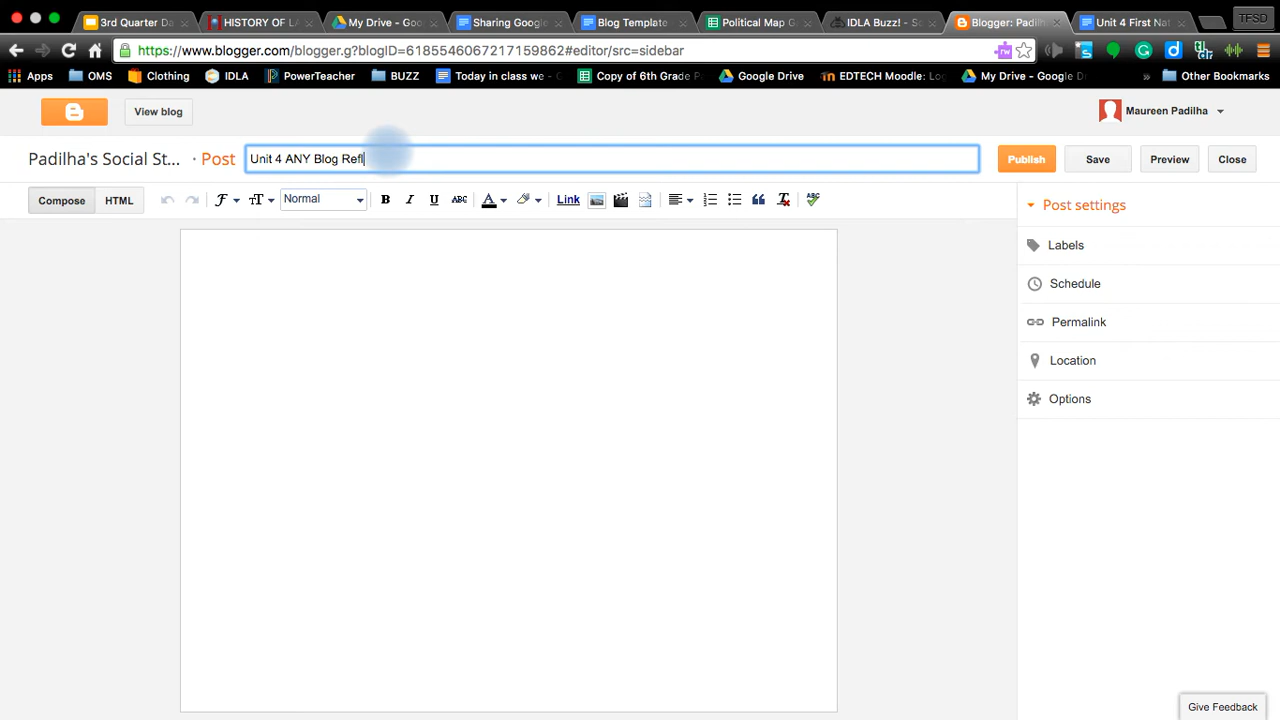 3rd Quarter Da
HISTORY OF LA
My Drive - Goo
Sharing Google
Blog Template
Political Map
IDLA Buzz! - Se
Blogger: Padilha
Unit 4 First Nat
TFSD
https://www.blogger.com/blogger.g?blogID=6185546067217159862#editor/src=sidebar
Apps OMS Clothing IDLA PowerTeacher BUZZ Today in class we - Copy of 6th Grade P Google Drive EDTECH Moodle: Lo My Drive - Google D » Other Bookmarks
View blog
Maureen Padilha
Padilha's Social St... · Post
Unit 4 ANY Blog Refl
Publish Save Preview Close
Compose HTML
Normal
B I U ABC A Link
Post settings
Labels
Schedule
Permalink
Location
Options
Give Feedback